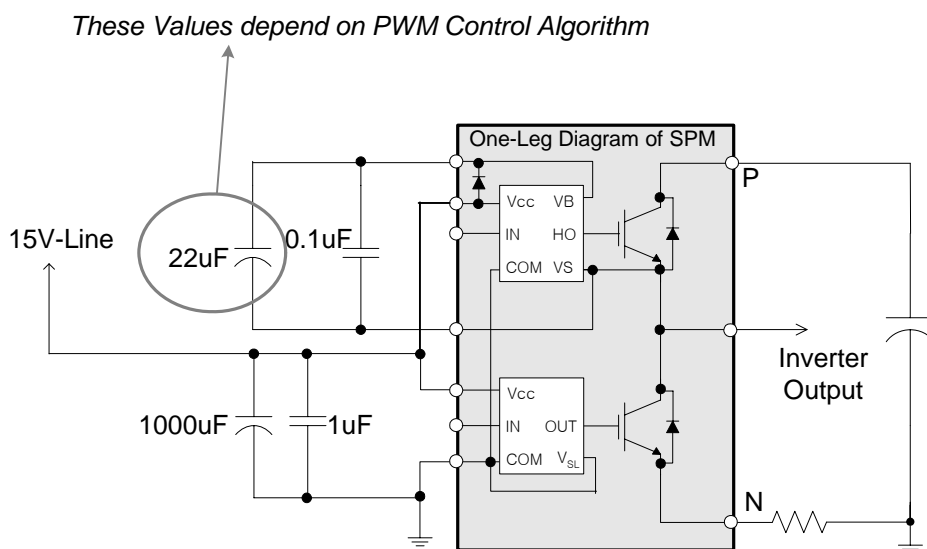 These Values depend on PWM Control Algorithm
One-Leg Diagram of SPM
P
Vcc
VB
15V-Line
22uF
0.1uF
IN
HO
COM
VS
Inverter
Output
Vcc
1000uF
1uF
IN
OUT
COM
VSL
N